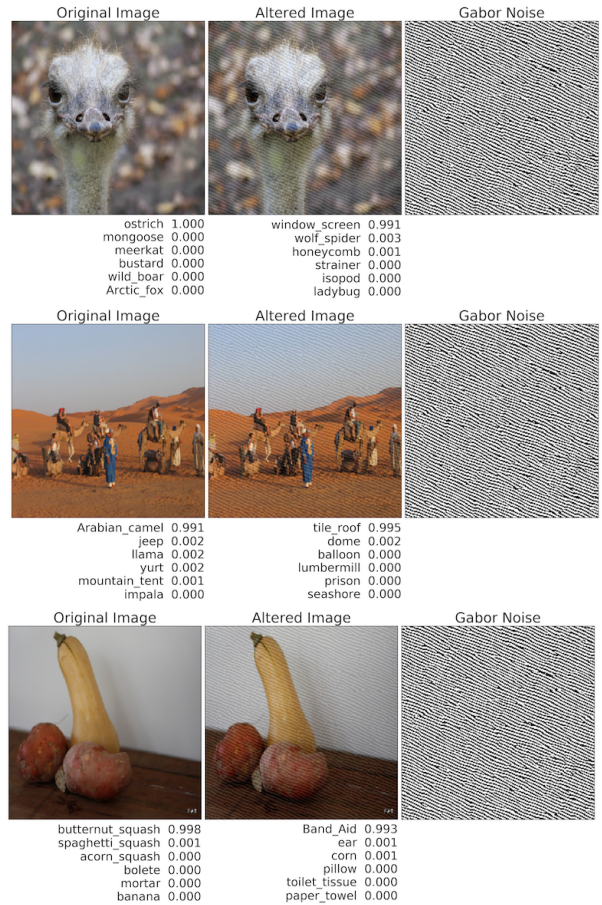 Original Image Altered Image Gabor Noise
ostrich 1.000 window_screen 0.991
mongoose 0.000 wolf_spider 0.003
meerkat 0.000 honeycomb 0.001
bustard 0.000 strainer 0.000
wild_boar 0.000 isopod 0.000
Arctic_fox 0.000 ladybug 0.000
Original Image Altered Image Gabor Noise
Arabian_camel 0.991 tile_roof 0.995
jeep 0.002 dome 0.002
llama 0.002 balloon 0.000
yurt 0.002 lumbermill 0.000
mountain_tent 0.001 prison 0.000
impala 0.000 seashore 0.000
Original Image Altered Image Gabor Noise
butternut_squash 0.998 Band_Aid 0.993
spaghetti_squash 0.001 ear 0.001
acorn_squash 0.000 corn 0.001
bolete 0.000 pillow 0.000
mortar 0.000 toilet_tissue 0.000
banana 0.000 paper_towel 0.000